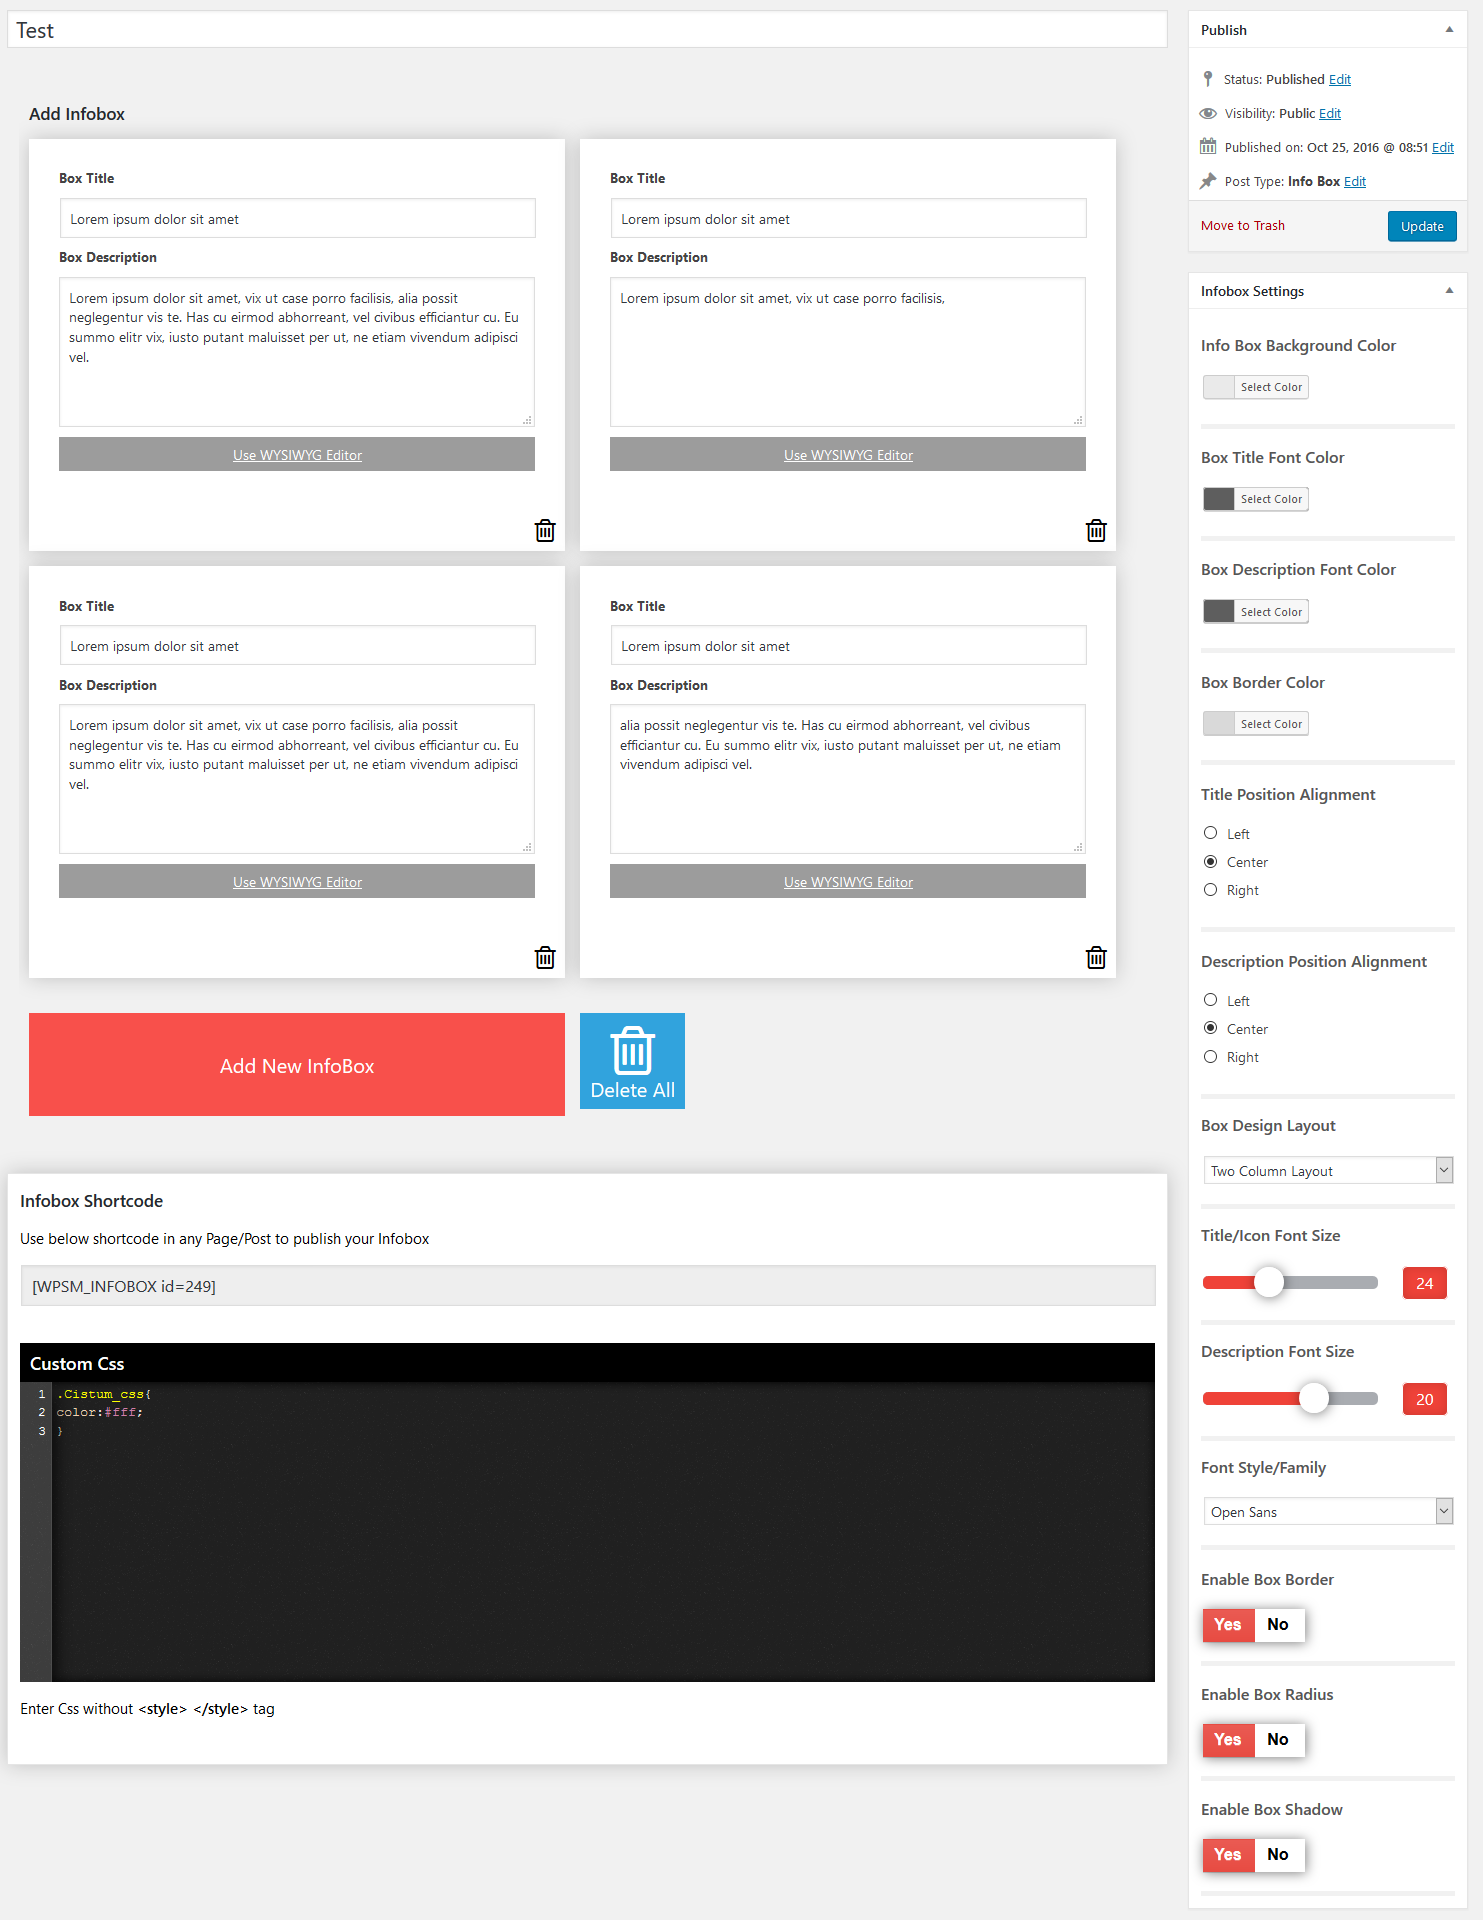 Test
Add Infobox
Box Title
Lorem ipsum dolor sit amet
Box Description
Lorem ipsum dolor sit amet, vix ut case porro facilisis, alia possit
neglegentur vis te. Has cu eirmod abhorreant, vel civibus efficiantur cu. Eu
summo elitr vix, iusto putant maluisset per ut, ne etiam vivendum adipisci
vel.
Use WYSIWYG Editor
Box Title
Lorem ipsum dolor sit amet
Box Description
Lorem ipsum dolor sit amet, vix ut case porro facilisis,
Use WYSIWYG Editor
Box Title
Lorem ipsum dolor sit amet
Box Description
Lorem ipsum dolor sit amet, vix ut case porro facilisis, alia possit
neglegentur vis te. Has cu eirmod abhorreant, vel civibus efficiantur cu. Eu
summo elitr vix, iusto putant maluisset per ut, ne etiam vivendum adipisci
vel.
Use WYSIWYG Editor
Box Title
Lorem ipsum dolor sit amet
Box Description
alia possit neglegentur vis te. Has cu eirmod abhorreant, vel civibus
efficiantur cu. Eu summo elitr vix, iusto putant maluisset per ut, ne etiam
vivendum adipisci vel.
Use WYSIWYG Editor
Add New InfoBox
Delete All
Infobox Shortcode
Use below shortcode in any Page/Post to publish your Infobox
[WPSM_INFOBOX id=249]
Custom Css
1 .Cistum_css{
2 color:#fff;
3 }
Enter Css without <style> </style> tag
Publish
Status: Published Edit
Visibility: Public Edit
Published on: Oct 25, 2016 @ 08:51 Edit
Post Type: Info Box Edit
Move to Trash
Update
Infobox Settings
Info Box Background Color
Select Color
Box Title Font Color
Select Color
Box Description Font Color
Select Color
Box Border Color
Select Color
Title Position Alignment
Left
Center
Right
Description Position Alignment
Left
Center
Right
Box Design Layout
Two Column Layout
Title/Icon Font Size
24
Description Font Size
20
Font Style/Family
Open Sans
Enable Box Border
Yes No
Enable Box Radius
Yes No
Enable Box Shadow
Yes No